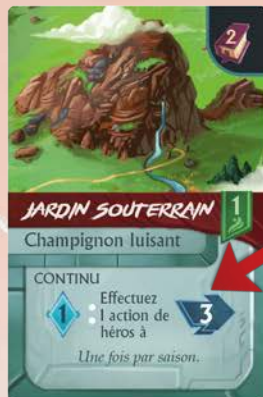 2
JARDIN SOUTERRAIN
1
Champignon luisant
CONTINU
1 : Effectuez
1 action de
héros à 3
Une fois par saison.